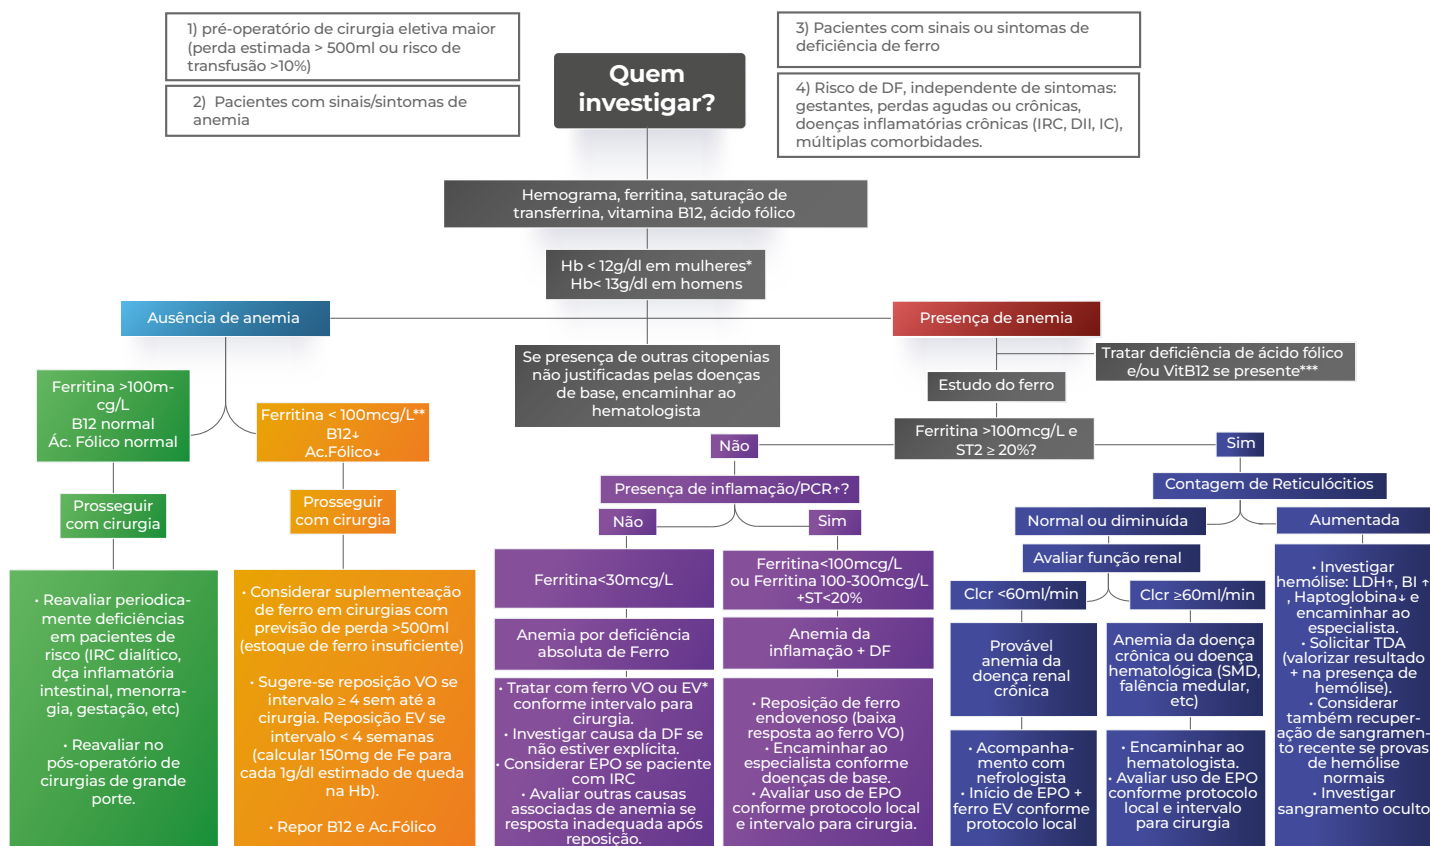 1) pré-operatório de cirurgia eletiva maior
(perda estimada > 500ml ou risco de
transfusão >10%)
2) Pacientes com sinais/sintomas de
anemia
Quem
investigar?
3) Pacientes com sinais ou sintomas de
deficiência de ferro
4) Risco de DF, independente de sintomas:
gestantes, perdas agudas ou crônicas,
doenças inflamatórias crônicas (IRC, DII, IC),
múltiplas comorbidades.
Hemograma, ferritina, saturação de
transferrina, vitamina B12, ácido fólico
Hb < 12g/dl em mulheres*
Hb< 13g/dl em homens
Ausência de anemia
Presença de anemia
Se presença de outras citopenias
não justificadas pelas doenças
de base, encaminhar ao
hematologista
Tratar deficiência de ácido fólico
e/ou VitB12 se presente***
Estudo do ferro
Ferritina >100m-
cg/L
B12 normal
Ác. Fólico normal
Ferritina < 100mcg/L**
B12↓
Ac.Fólico↓
Ferritina >100mcg/L e
ST2 ≥ 20%?
Não
Sim
Prosseguir
com cirurgia
Prosseguir
com cirurgia
Presença de inflamação/PCR↑?
Não
Sim
Contagem de Reticulócitios
Normal ou diminuída
Aumentada
Avaliar função renal
Clcr <60ml/min
Clcr ≥60ml/min
• Reavaliar periodica-
mente deficiências
em pacientes de
risco (IRC dialítico,
dça inflamatória
intestinal, menorra-
gia, gestação, etc)
• Reavaliar no
pós-operatório de
cirurgias de grande
porte.
• Considerar suplementeação
de ferro em cirurgias com
previsão de perda >500ml
(estoque de ferro insuficiente)
• Sugere-se reposição VO se
intervalo ≥ 4 sem até a
cirurgia. Reposição EV se
intervalo < 4 semanas
(calcular 150mg de Fe para
cada 1g/dl estimado de queda
na Hb).
• Repor B12 e Ac.Fólico
Ferritina<30mcg/L
Anemia por deficiência
absoluta de Ferro
• Tratar com ferro VO ou EV*
conforme intervalo para
cirurgia.
• Investigar causa da DF se
não estiver explícita.
• Considerar EPO se paciente
com IRC
• Avaliar outras causas
associadas de anemia se
resposta inadequada após
reposição.
Ferritina<100mcg/L
ou Ferritina 100-300mcg/L
+ST<20%
Anemia da
inflamação + DF
• Reposição de ferro
endovenoso (baixa
resposta ao ferro VO)
• Encaminhar ao
especialista conforme
doenças de base.
• Avaliar uso de EPO
conforme protocolo local
e intervalo para cirurgia.
Provável
anemia da
doença renal
crônica
• Acompanha-
mento com
nefrologista
• Início de EPO +
ferro EV conforme
protocolo local
Anemia da doença
crônica ou doença
hematológica (SMD,
falência medular,
etc)
• Encaminhar ao
hematologista.
• Avaliar uso de EPO
conforme protocolo
local e intervalo
para cirurgia
• Investigar
hemólise: LDH↑, BI ↑
, Haptoglobina↓ e
encaminhar ao
especialista.
• Solicitar TDA
(valorizar resultado
+ na presença de
hemólise).
• Considerar
também recuper-
ação de sangramen-
to recente se provas
de hemólise
normais
• Investigar
sangramento oculto